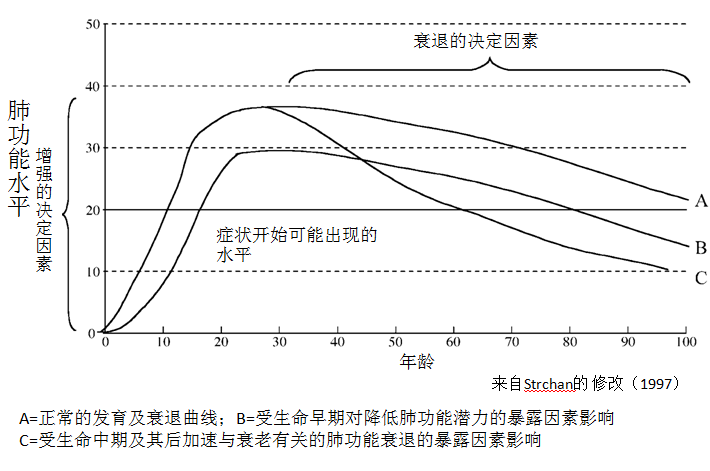 50
衰退的决定因素
40
肺功能水平
增强的决定因素
30
20
A
症状开始可能出现的
水平
B
10
C
0
0 10 20 30 40 50 60 70 80 90 100
年龄
来自Strchan的修改（1997）
A=正常的发育及衰退曲线；B=受生命早期对降低肺功能潜力的暴露因素影响
C=受生命中期及其后加速与衰老有关的肺功能衰退的暴露因素影响